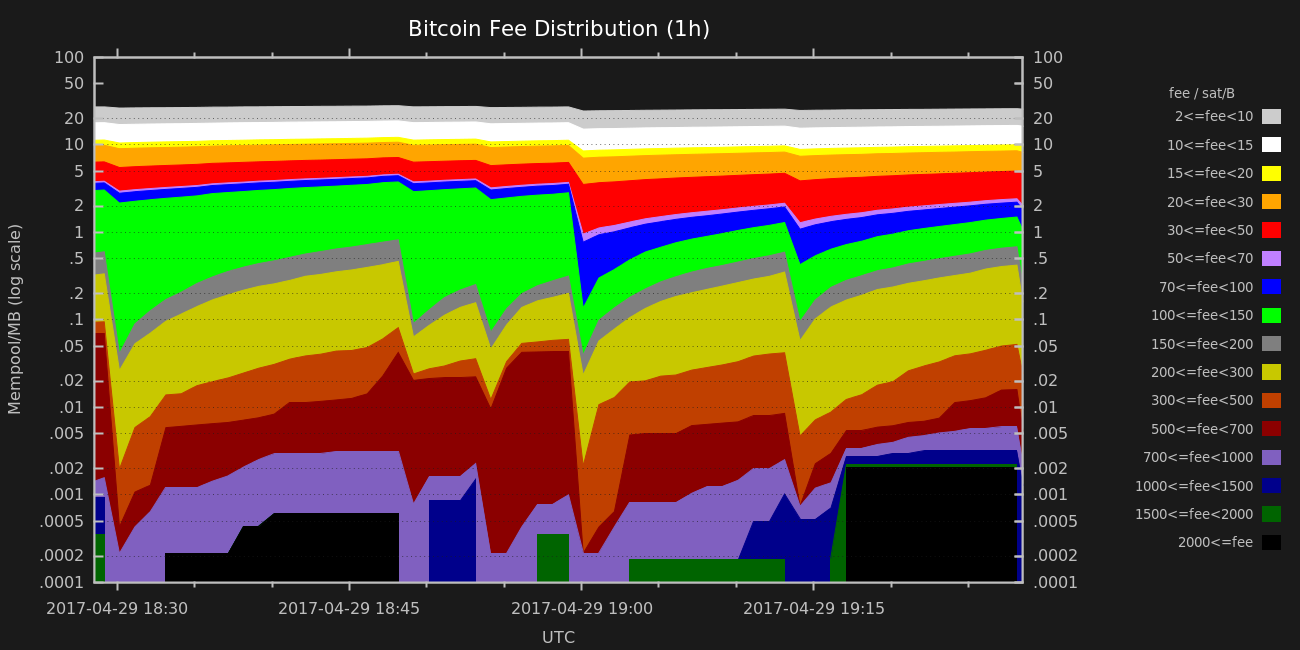 Bitcoin Fee Distribution (1h)
Mempool/MB (log scale)
100
50
20
10
5
2
1
.5
.2
.1
.05
.02
.01
.005
.002
.001
.0005
.0002
.0001
100
50
20
10
5
2
1
.5
.2
.1
.05
.02
.01
.005
.002
.001
.0005
.0002
.0001
2017-04-29 18:30
2017-04-29 18:45
2017-04-29 19:00
2017-04-29 19:15
UTC
fee / sat/B
2<=fee<10
10<=fee<15
15<=fee<20
20<=fee<30
30<=fee<50
50<=fee<70
70<=fee<100
100<=fee<150
150<=fee<200
200<=fee<300
300<=fee<500
500<=fee<700
700<=fee<1000
1000<=fee<1500
1500<=fee<2000
2000<=fee